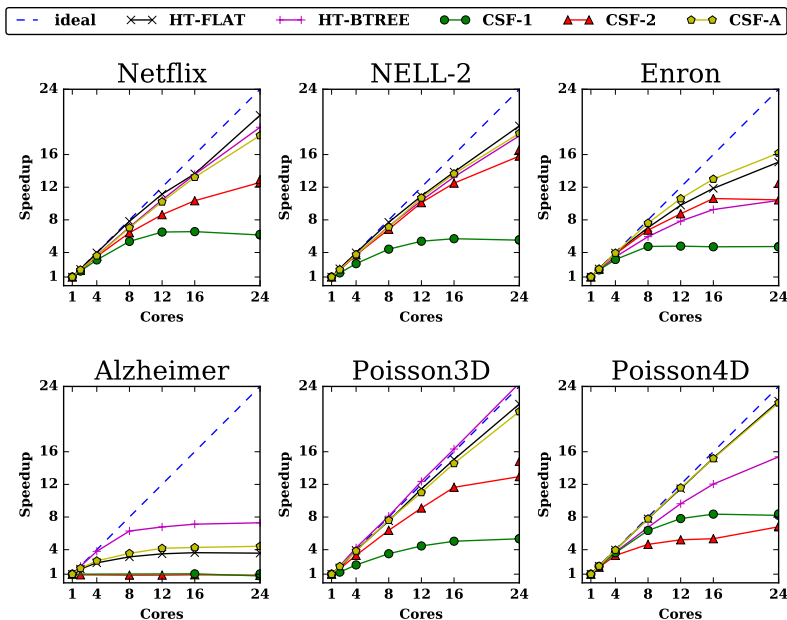 ideal HT-FLAT HT-BTREE CSF-1 CSF-2 CSF-A
Netflix NELL-2 Enron
24 24 24
16 16 16
12 12 12
8 8 8
4 4 4
1 1 1
Speedup Speedup Speedup
1 4 8 12 16 24 1 4 8 12 16 24 1 4 8 12 16 24
Cores Cores Cores
Alzheimer Poisson3D Poisson4D
24 24 24
16 16 16
12 12 12
8 8 8
4 4 4
1 1 1
Speedup Speedup Speedup
1 4 8 12 16 24 1 4 8 12 16 24 1 4 8 12 16 24
Cores Cores Cores